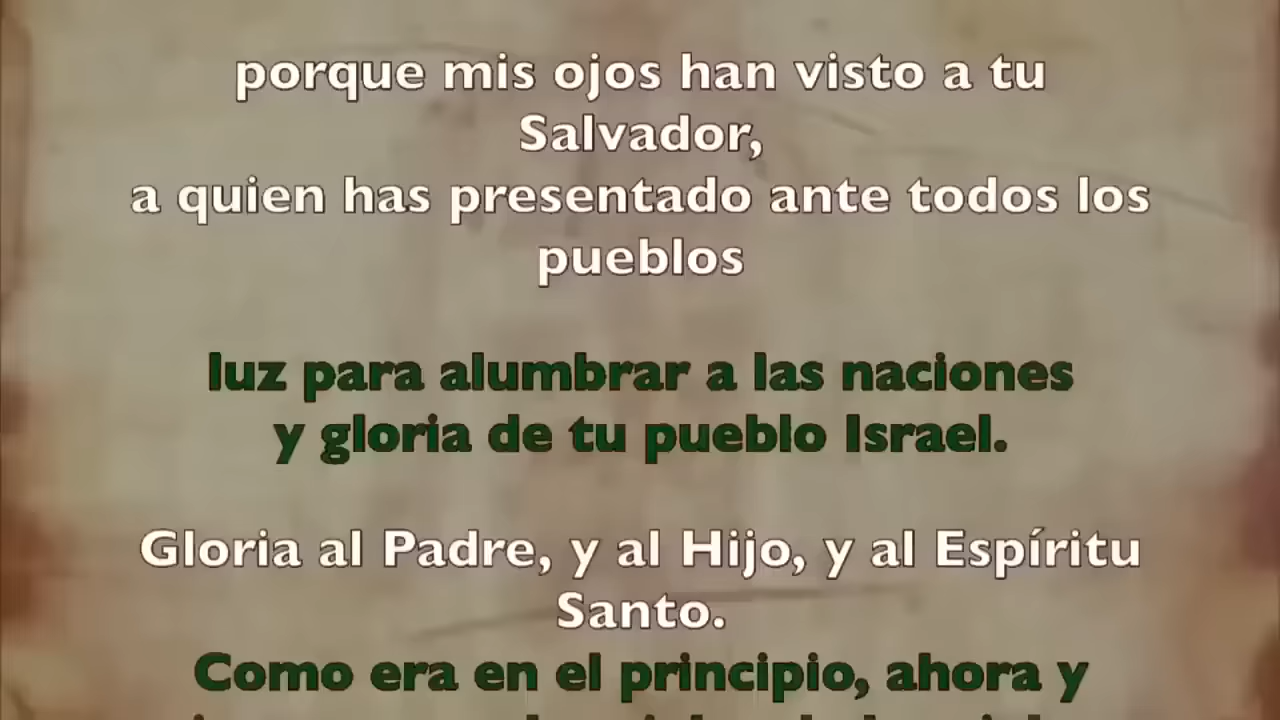 porque mis ojos han visto a tu
Salvador,
a quien has presentado ante todos los
pueblos
luz para alumbrar a las naciones
y gloria de tu pueblo Israel.
Gloria al Padre, y al Hijo, y al Espíritu
Santo.
Como era en el principio, ahora y